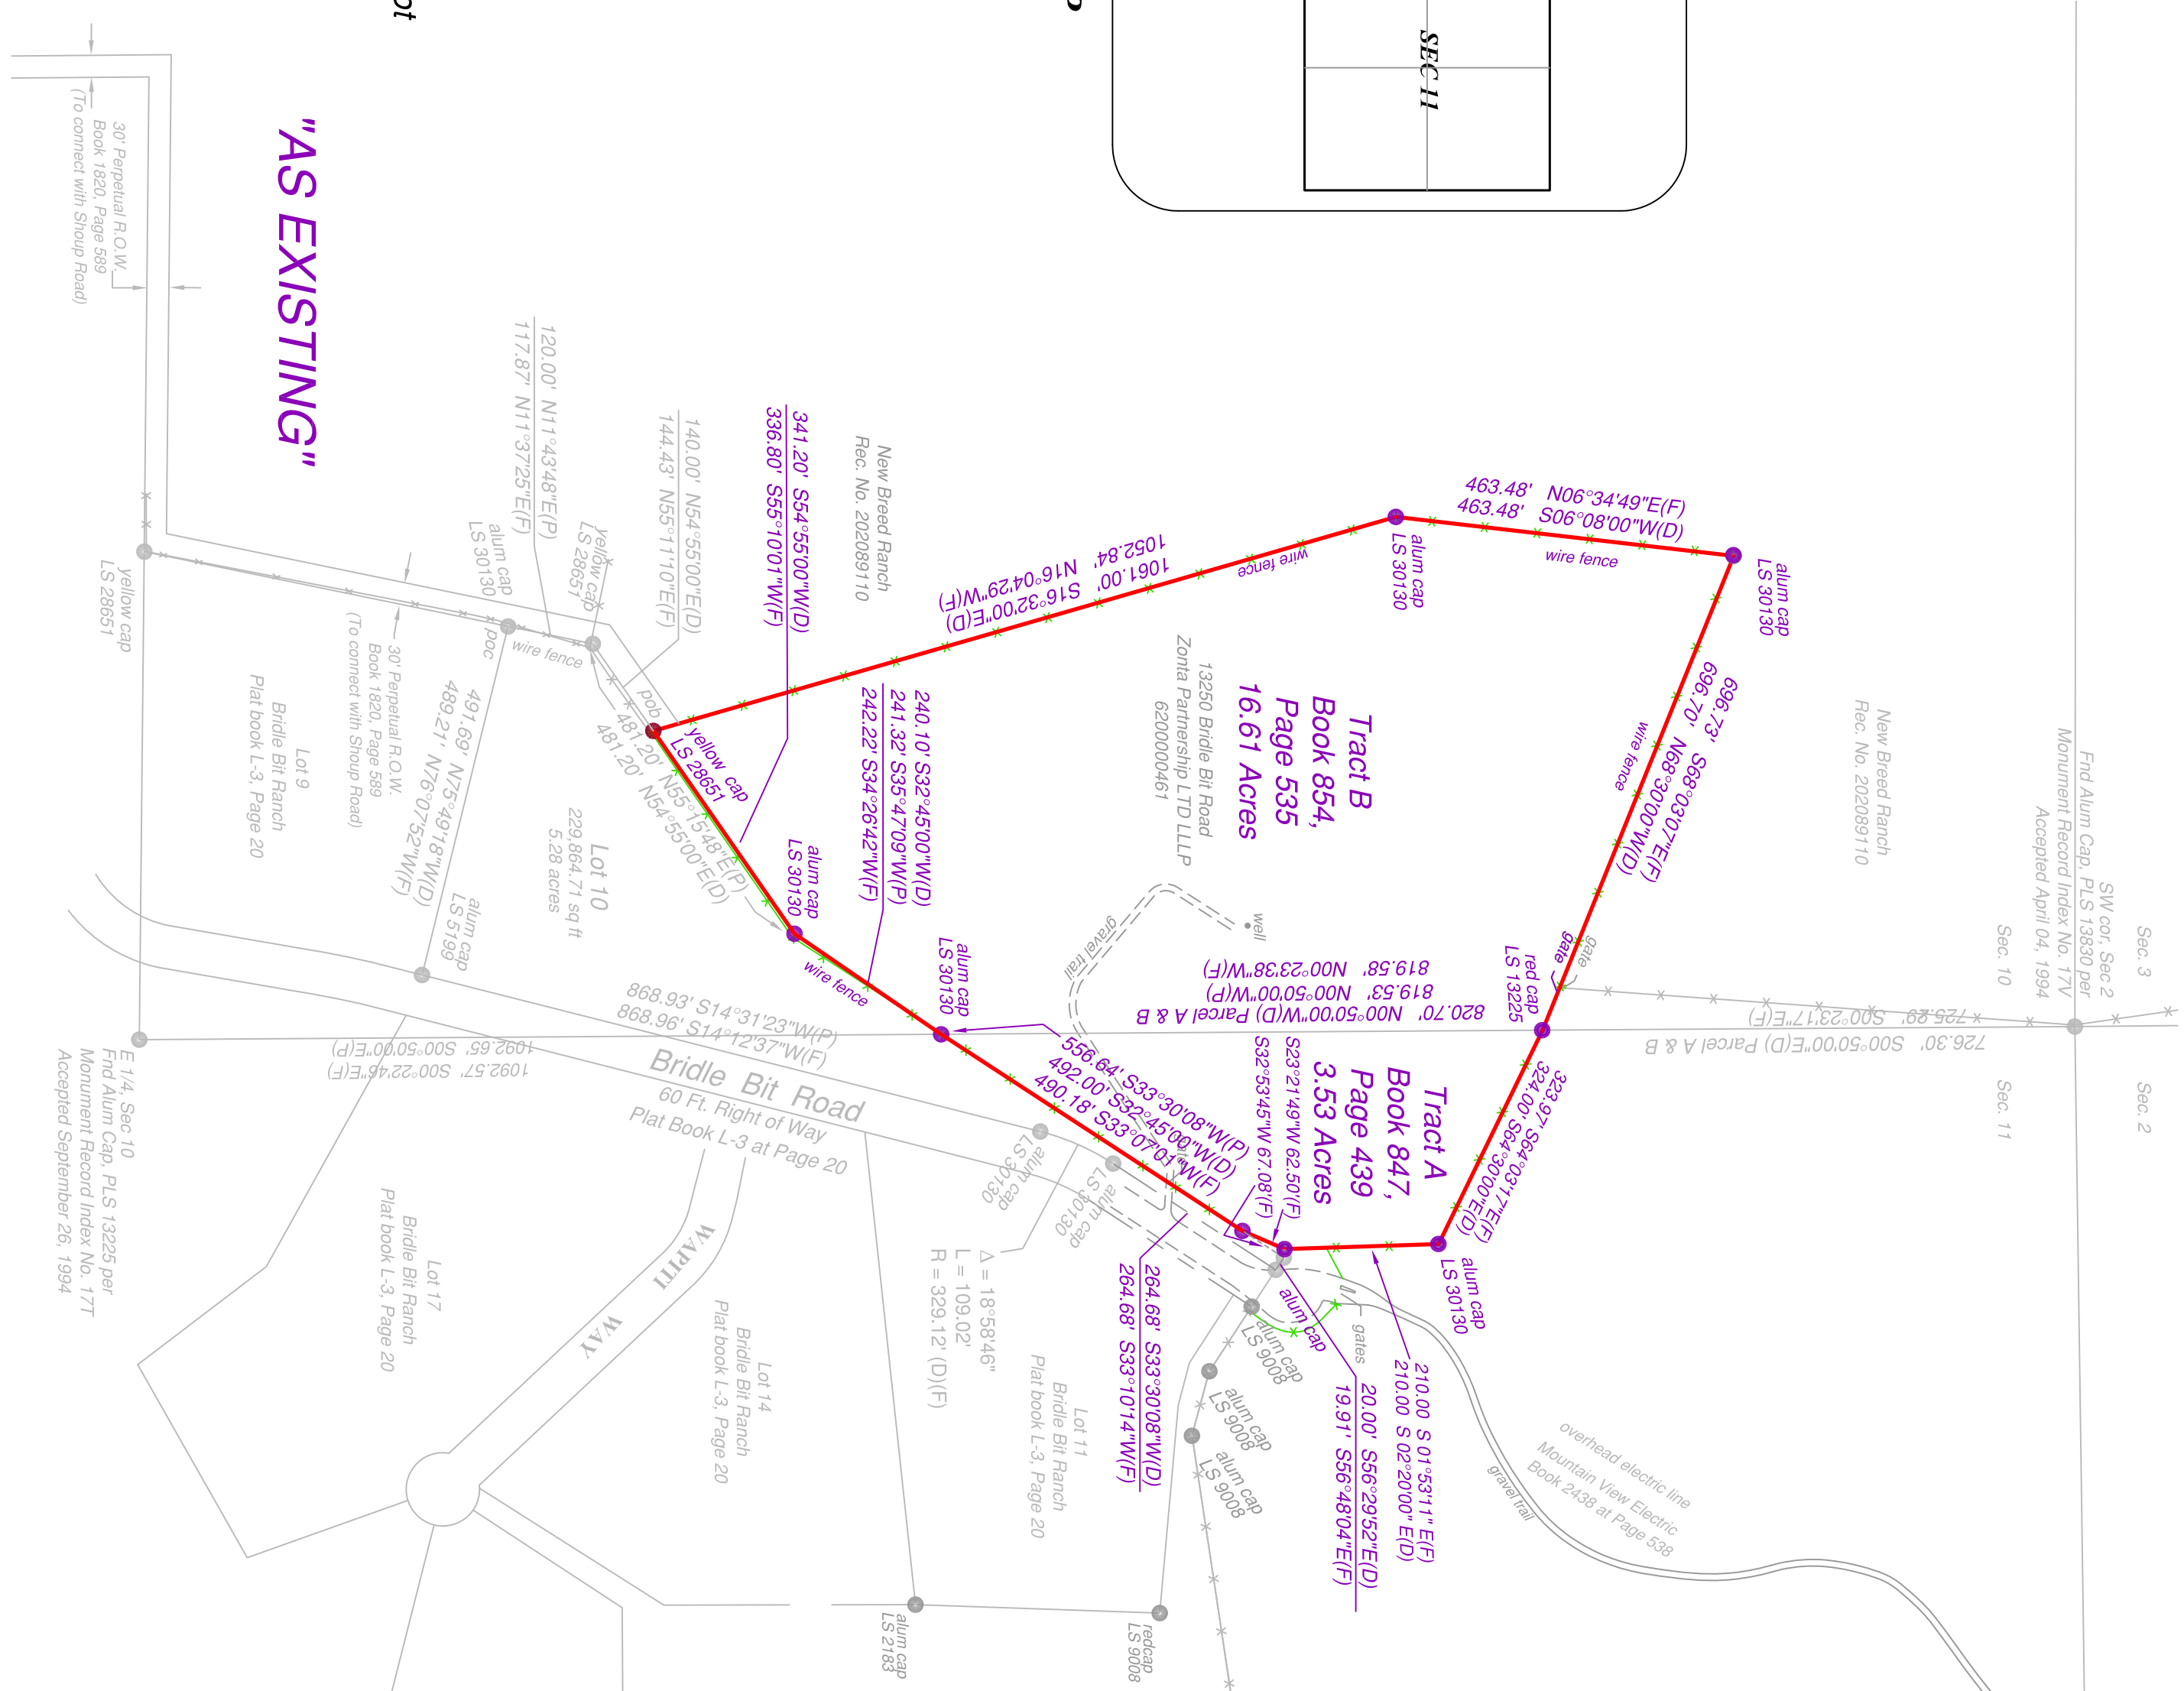 SEC 11
"AS EXISTING"
30' Perpetual R.O.W.
Book 1820, Page 589
(To connect with Shoup Road)
120.00' N11°43'48"E(P)
117.87' N11°37'25"E(F)
140.00' N54°55'00"E(D)
144.43' N55°11'10"E(F)
341.20' S54°55'00"W(D)
336.80' S55°10'01"W(F)
New Breed Ranch
Rec. No. 202089110
1052.84' N16°04'29"W(F)
1061.00' S16°32'00"E(D)
wire fence
463.48' N06°34'49"E(F)
463.48' S06°08'00"W(D)
wire fence
alum cap
LS 30130
alum cap
LS 30130
696.73' S68°03'07"E(F)
696.70' N68°30'00"W(D)
wire fence
New Breed Ranch
Rec. No. 202089110
Fnd Alum Cap, PLS 13830 per
Monument Record Index No. 17V
Accepted April 04, 1994
SW cor, Sec 2
Sec. 3
Sec. 10
Sec. 2
Sec. 11
yellow cap
LS 28651
alum cap
LS 30130
poc
yellow cap
LS 28651
wire fence
pob
yellow cap
LS 28651
30' Perpetual R.O.W.
Book 1820, Page 589
(To connect with Shoup Road)
Lot 9
Bridle Bit Ranch
Plat book L-3, Page 20
491.69' N75°49'18"W(D)
489.21' N76°07'52"W(F)
481.20' N55°15'48"E(P)
481.20' N54°55'00"E(D)
Lot 10
229,864.71 sq ft
5.28 acres
alum cap
LS 5199
240.10' S32°45'00"W(D)
241.32' S35°47'09"W(P)
242.22' S34°26'42"W(F)
alum cap
LS 30130
wire fence
alum cap
LS 30130
13250 Bridle Bit Road
Zonta Partnership LTD LLLP
6200000461
Tract B
Book 854,
Page 535
16.61 Acres
well
gravel trail
gate
gate
red cap
LS 13225
819.58' N00°23'38"W(F)
819.53' N00°50'00"W(P)
820.70' N00°50'00"W(D) Parcel A & B
725.29' S00°23'17"E(F)
726.30' S00°50'00"E(D) Parcel A & B
868.93' S14°31'23"W(P)
868.96' S14°12'37"W(F)
1092.65' S00°50'00"E(P)
1092.57' S00°22'46"E(F)
E 1/4, Sec 10
Fnd Alum Cap, PLS 13225 per
Monument Record Index No. 17T
Accepted September 26, 1994
Bridle Bit Road
60 Ft. Right of Way
Plat Book L-3 at Page 20
556.64' S33°30'08"W(P)
492.00' S32°45'00"W(D)
490.18' S33°07'01"W(F)
S23°21'49"W 62.50'(F)
S32°53'45"W 67.08'(F)
Tract A
Book 847,
Page 439
3.53 Acres
323.97' S64°03'17"E(F)
324.00' S64°30'00"E(D)
alum cap
LS 30130
alum cap
LS 30130
alum cap
LS 30130
Δ = 18°58'46"
L = 109.02'
R = 329.12' (D)(F)
264.68' S33°30'08"W(D)
264.68' S33°10'14"W(F)
20.00' S56°29'52"E(D)
19.91' S56°48'04"E(F)
210.00 S 01°53'11" E(F)
210.00 S 02°20'00" E(D)
alum cap
gates
alum cap
LS 9008
alum cap
LS 9008
alum cap
LS 9008
overhead electric line
Mountain View Electric
Book 2438 at Page 538
gravel trail
Lot 11
Bridle Bit Ranch
Plat book L-3, Page 20
Lot 14
Bridle Bit Ranch
Plat book L-3, Page 20
Lot 17
Bridle Bit Ranch
Plat book L-3, Page 20
WAPITI
WAY
alum cap
LS 2183
redcap
LS 9008